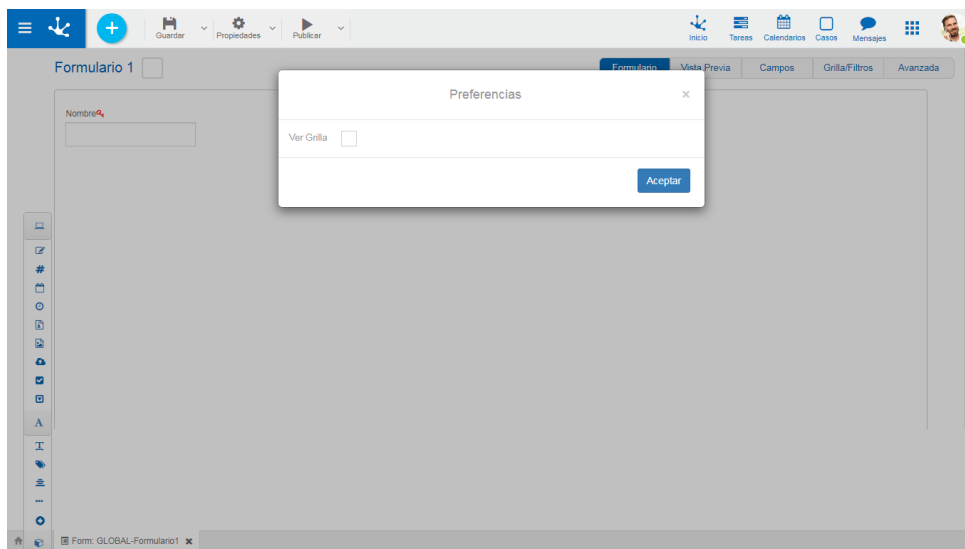 Guardar
Propiedades
Publicar
Inicio
Tareas
Calendarios
Casos
Mensajes
Formulario 1
Formulario
Vista Previa
Campos
Grilla/Filtros
Avanzada
Preferencias
×
Nombre
Ver Grilla
Aceptar
Form: GLOBAL-Formulario1